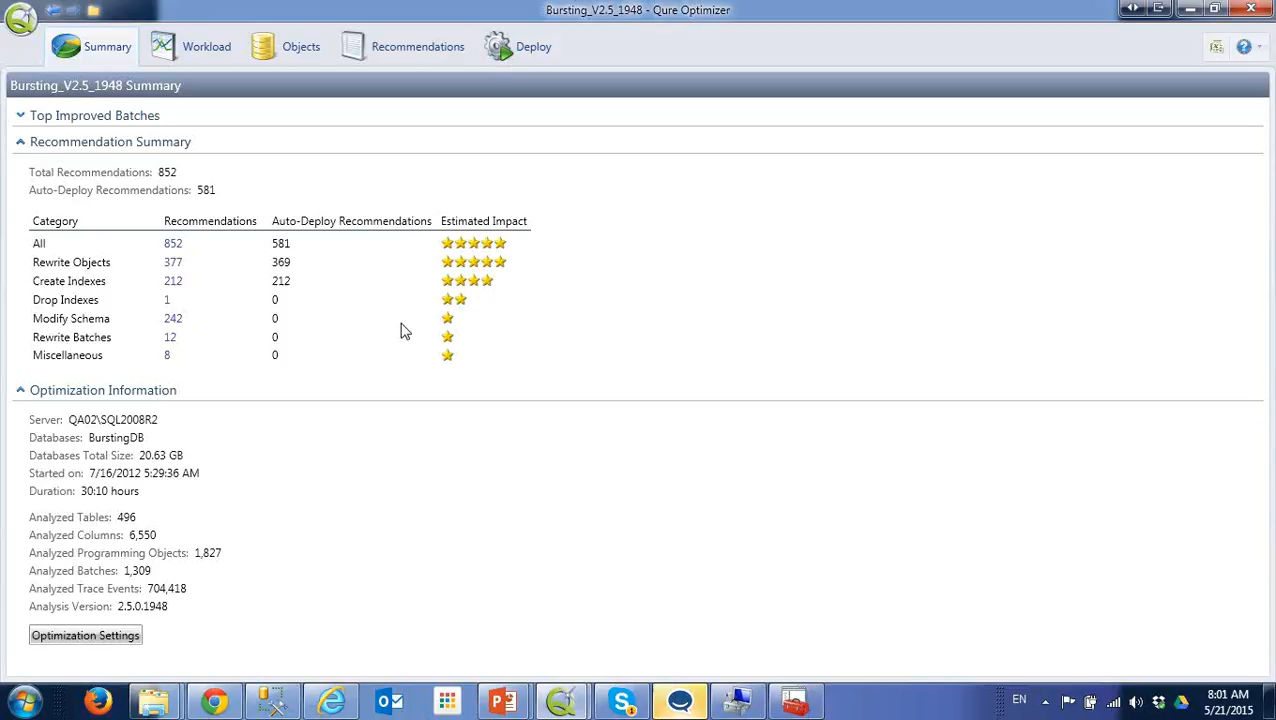 Bursting_V2.5_1948 - Qure Optimizer
Summary Workload Objects Recommendations Deploy
Bursting_V2.5_1948 Summary
Top Improved Batches
Recommendation Summary
Total Recommendations: 852
Auto-Deploy Recommendations: 581
Category Recommendations Auto-Deploy Recommendations Estimated Impact
All 852 581
Rewrite Objects 377 369
Create Indexes 212 212
Drop Indexes 1 0
Modify Schema 242 0
Rewrite Batches 12 0
Miscellaneous 8 0
Optimization Information
Server: QA02\SQL2008R2
Databases: BurstingDB
Databases Total Size: 20.63 GB
Started on: 7/16/2012 5:29:36 AM
Duration: 30:10 hours
Analyzed Tables: 496
Analyzed Columns: 6,550
Analyzed Programming Objects: 1,827
Analyzed Batches: 1,309
Analyzed Trace Events: 704,418
Analysis Version: 2.5.0.1948
Optimization Settings
EN
8:01 AM
5/21/2015